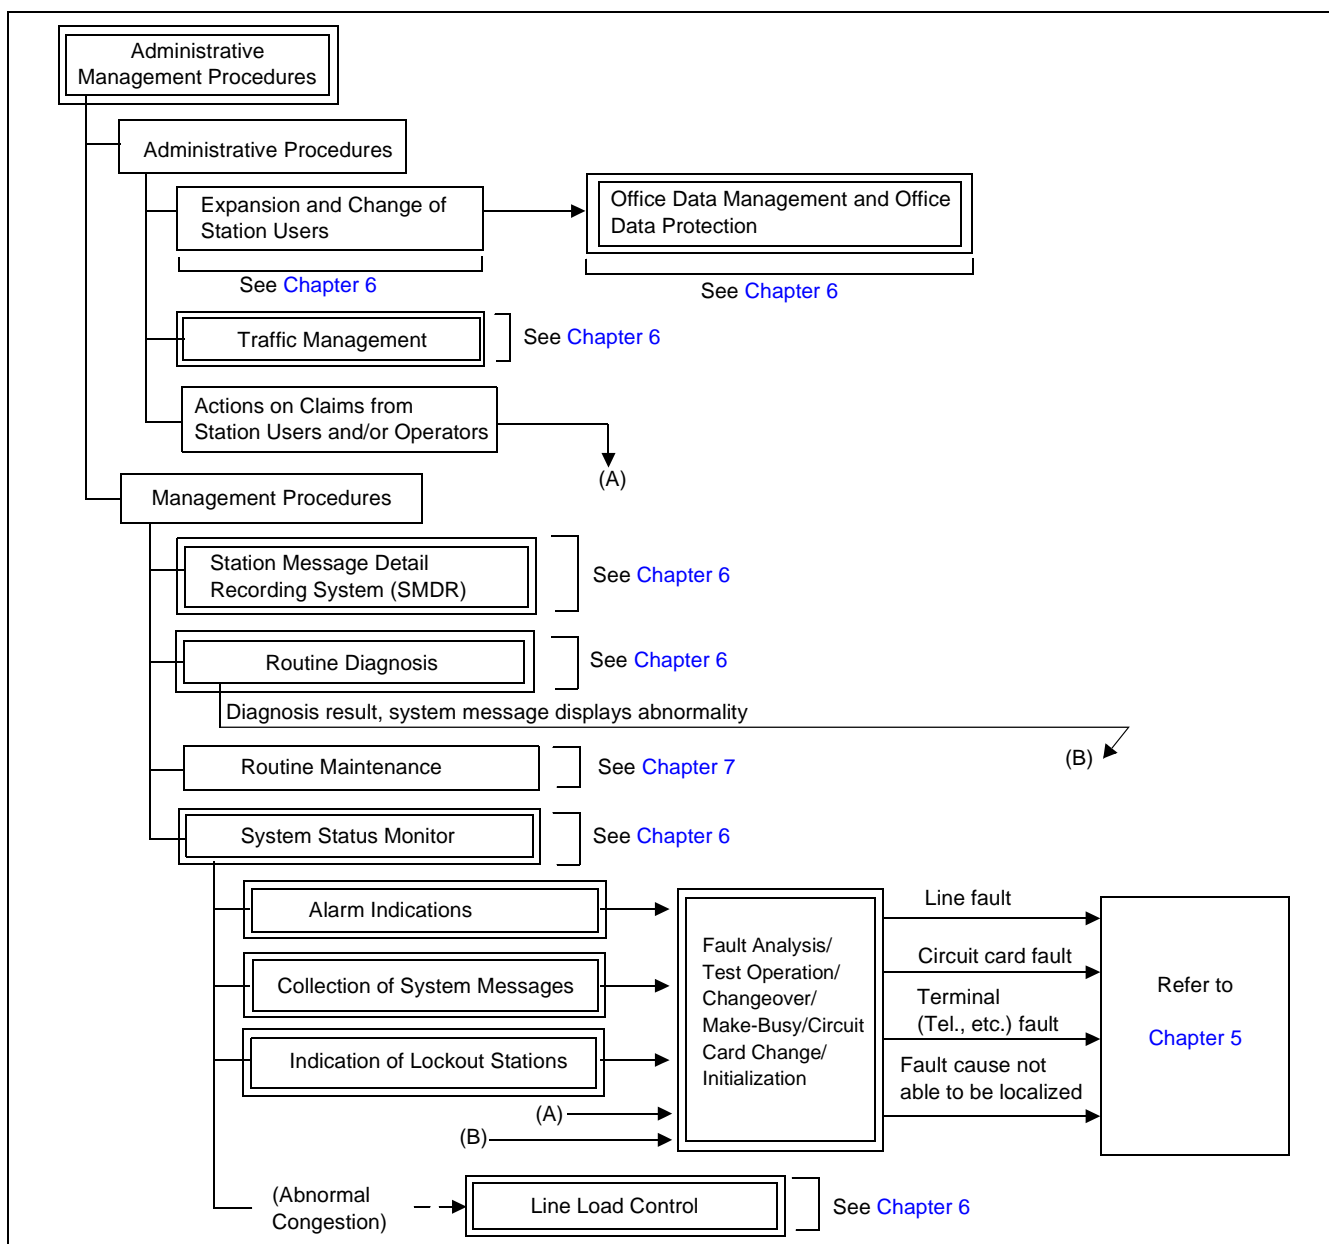 Administrative
Management Procedures
Administrative Procedures
Expansion and Change of
Station Users
Office Data Management and Office
Data Protection
See Chapter 6
See Chapter 6
Traffic Management
See Chapter 6
Actions on Claims from
Station Users and/or Operators
(A)
Management Procedures
Station Message Detail
Recording System (SMDR)
See Chapter 6
Routine Diagnosis
See Chapter 6
Diagnosis result, system message displays abnormality
(B)
Routine Maintenance
See Chapter 7
System Status Monitor
See Chapter 6
Alarm Indications
Collection of System Messages
Indication of Lockout Stations
(A)
(B)
Fault Analysis/
Test Operation/
Changeover/
Make-Busy/Circuit
Card Change/
Initialization
Line fault
Circuit card fault
Terminal
(Tel., etc.) fault
Fault cause not
able to be localized
Refer to
Chapter 5
(Abnormal
Congestion)
Line Load Control
See Chapter 6